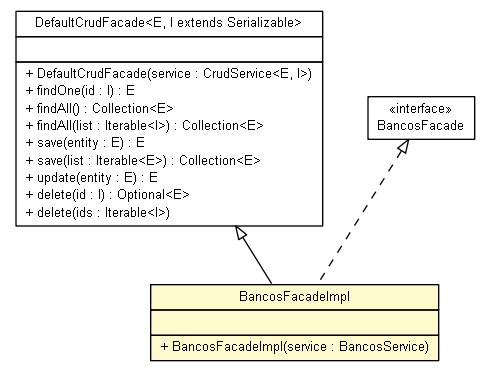 DefaultCrudFacade<E, I extends Serializable>
+ DefaultCrudFacade(service : CrudService<E, I>)
+ findOne(id : I) : E
+ findAll() : Collection<E>
+ findAll(list : Iterable<I>) : Collection<E>
+ save(entity : E) : E
+ save(list : Iterable<E>) : Collection<E>
+ update(entity : E) : E
+ delete(id : I) : Optional<E>
+ delete(ids : Iterable<I>)
«interface»
BancosFacade
BancosFacadeImpl
+ BancosFacadeImpl(service : BancosService)